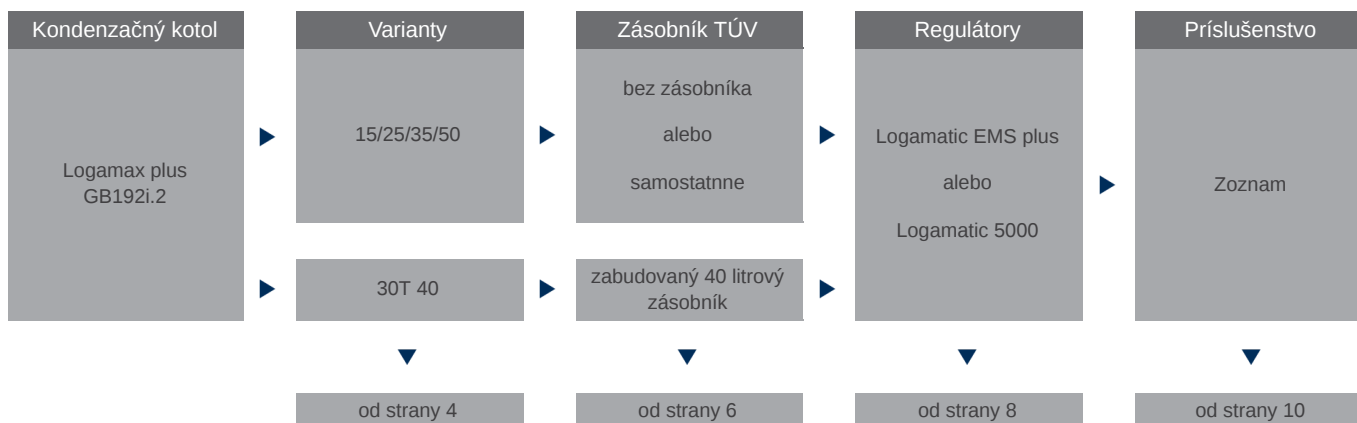 Kondenzačný kotol
Varianty
Zásobník TÚV
Regulátory
Príslušenstvo
Logamax plus
GB192i.2
15/25/35/50
bez zásobníka
alebo
samostatnne
Logamatic EMS plus
alebo
Logamatic 5000
Zoznam
30T 40
zabudovaný 40 litrový
zásobník
od strany 4
od strany 6
od strany 8
od strany 10